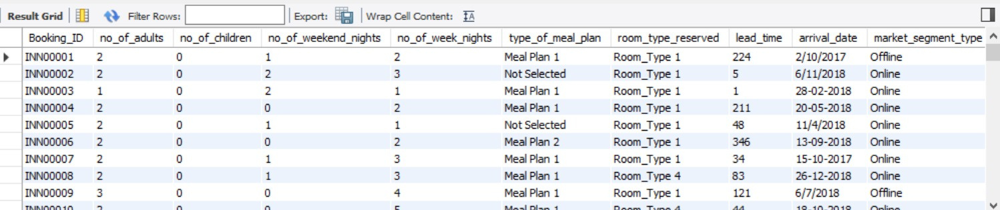 Result Grid Filter Rows: Export: Wrap Cell Content: IA
Booking_ID no_of_adults no_of_children no_of_weekend_nights no_of_week_nights type_of_meal_plan room_type_reserved lead_time arrival_date market_segment_type
INN00001 2 0 1 2 Meal Plan 1 Room_Type 1 224 2/10/2017 Offline
INN00002 2 0 2 3 Not Selected Room_Type 1 5 6/11/2018 Online
INN00003 1 0 2 1 Meal Plan 1 Room_Type 1 1 28-02-2018 Online
INN00004 2 0 0 2 Meal Plan 1 Room_Type 1 211 20-05-2018 Online
INN00005 2 0 1 1 Not Selected Room_Type 1 48 11/4/2018 Online
INN00006 2 0 0 2 Meal Plan 2 Room_Type 1 346 13-09-2018 Online
INN00007 2 0 1 3 Meal Plan 1 Room_Type 1 34 15-10-2017 Online
INN00008 2 0 1 3 Meal Plan 1 Room_Type 4 83 26-12-2018 Online
INN00009 3 0 0 4 Meal Plan 1 Room_Type 1 121 6/7/2018 Offline
INN00010 2 0 0 5 Meal Plan 1 Room_Type 4 44 18-10-2018 Online